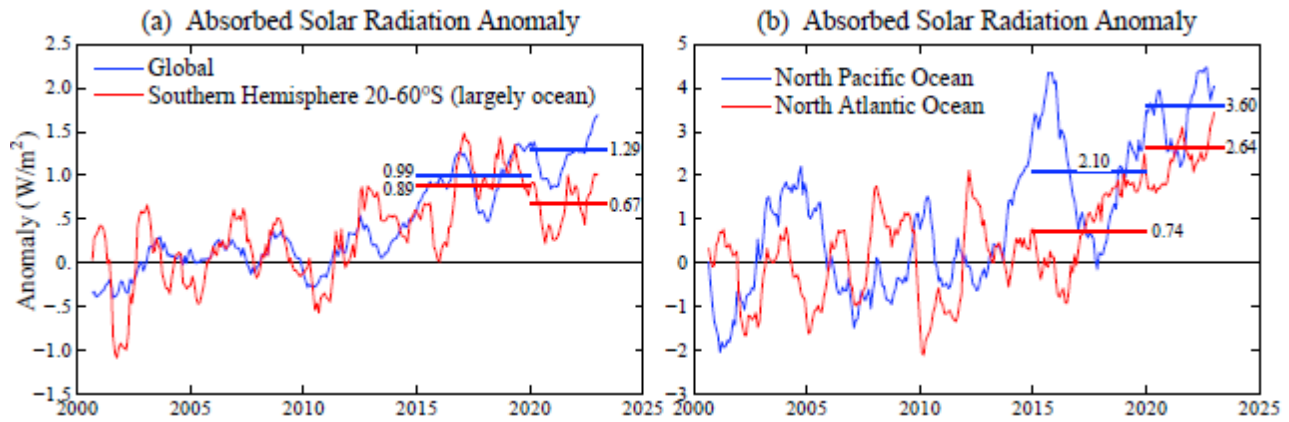 (a) Absorbed Solar Radiation Anomaly
2.5
2.0
1.5
1.0
.5
0.
−.5
−1.0
−1.5
Anomaly (W/m²)
Global
Southern Hemisphere 20-60°S (largely ocean)
0.99
0.89
1.29
0.67
2000 2005 2010 2015 2020 2025
(b) Absorbed Solar Radiation Anomaly
5
4
3
2
1
0
−1
−2
−3
North Pacific Ocean
North Atlantic Ocean
2.10
0.74
3.60
2.64
2000 2005 2010 2015 2020 2025